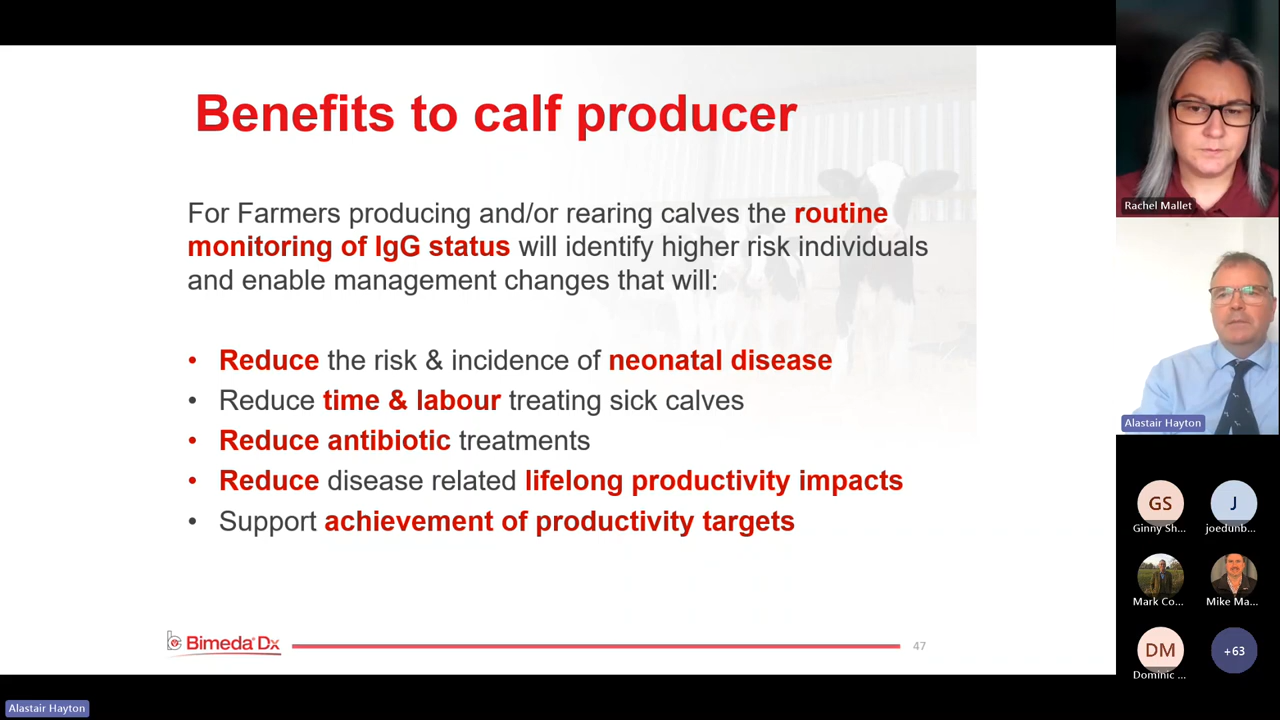 Benefits to calf producer
For Farmers producing and/or rearing calves the routine
monitoring of IgG status will identify higher risk individuals
and enable management changes that will:
• Reduce the risk & incidence of neonatal disease
• Reduce time & labour treating sick calves
• Reduce antibiotic treatments
• Reduce disease related lifelong productivity impacts
• Support achievement of productivity targets
Bimeda® Dx
47
Rachel Mallet
Alastair Hayton
GS
Ginny Sh...
J
joedunb...
Mark Co...
Mike Ma...
DM
Dominic ...
+63
Alastair Hayton